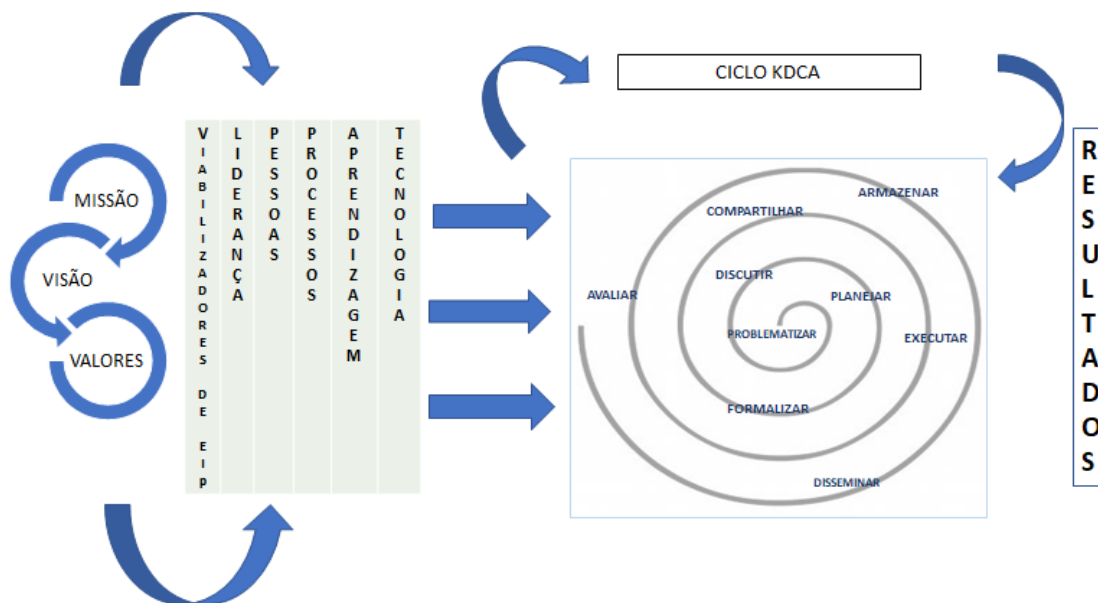 MISSÃO
VISÃO
VALORES
VIABILIZADORES DE EIP
LIDERANÇA
PESSOAS
PROCESSOS
APRENDIZAGEM
TECNOLOGIA
CICLO KDCA
ARMAZENAR
COMPARTILHAR
DISCUTIR
AVALIAR
PLANEJAR
PROBLEMATIZAR
EXECUTAR
FORMALIZAR
DISSEMINAR
RESULTADOS